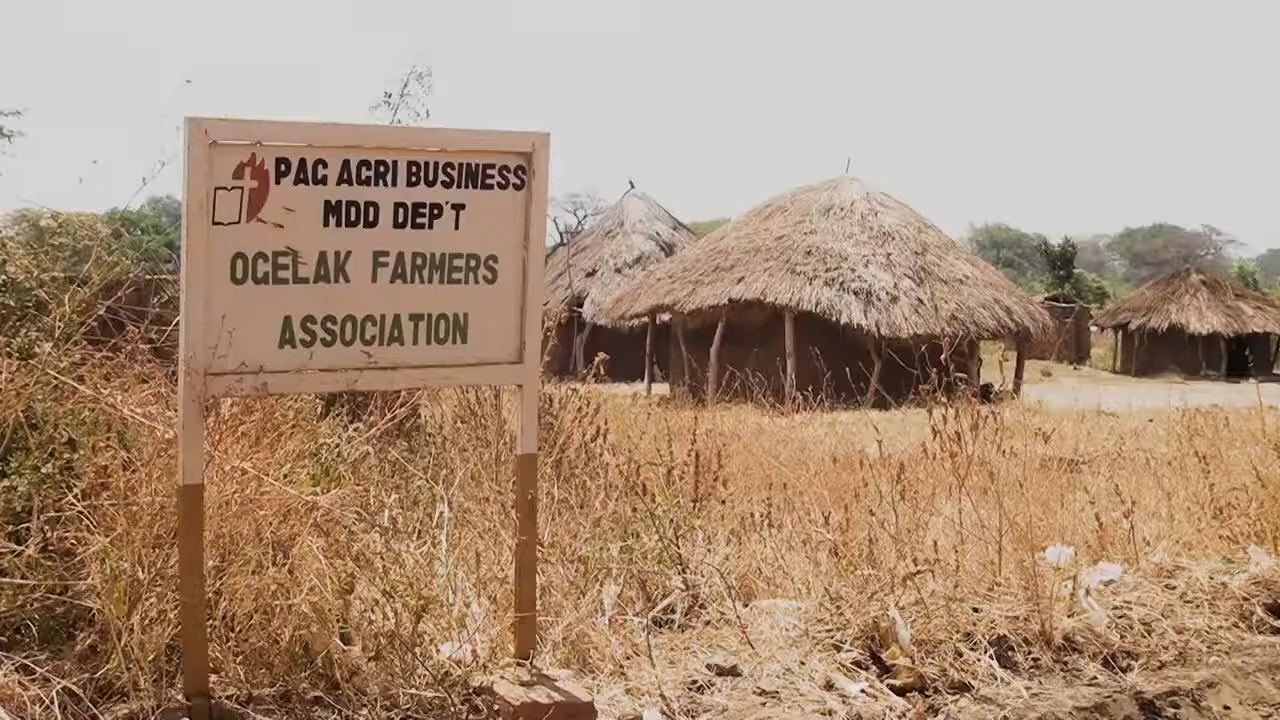 PAG AGRI BUSINESS
MDD DEP'T
OGELAK FARMERS
ASSOCIATION